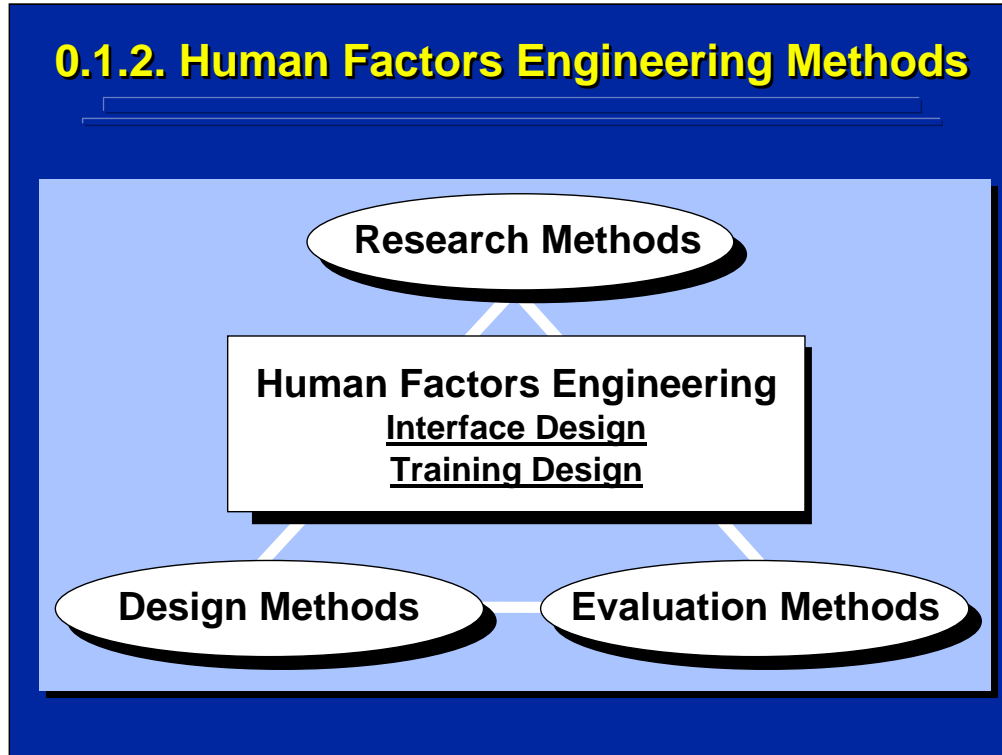 0.1.2. Human Factors Engineering Methods
Research Methods
Human Factors Engineering
Interface Design
Training Design
Design Methods
Evaluation Methods